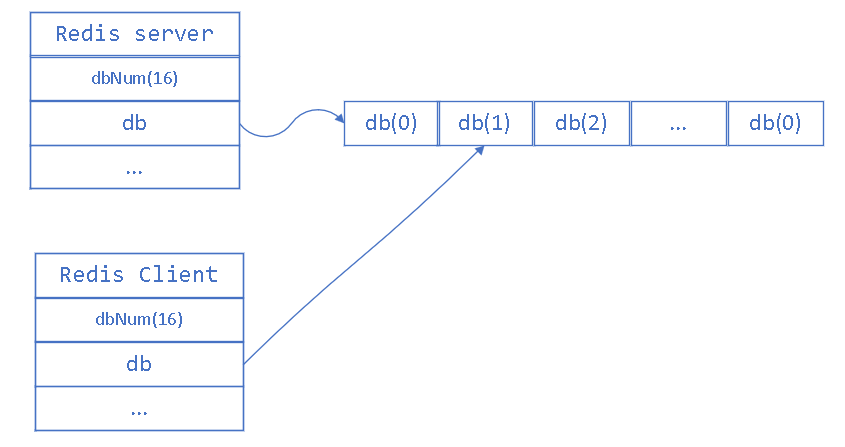 Redis server
dbNum(16)
db
...
db(0) db(1) db(2) ... db(0)
Redis Client
dbNum(16)
db
...